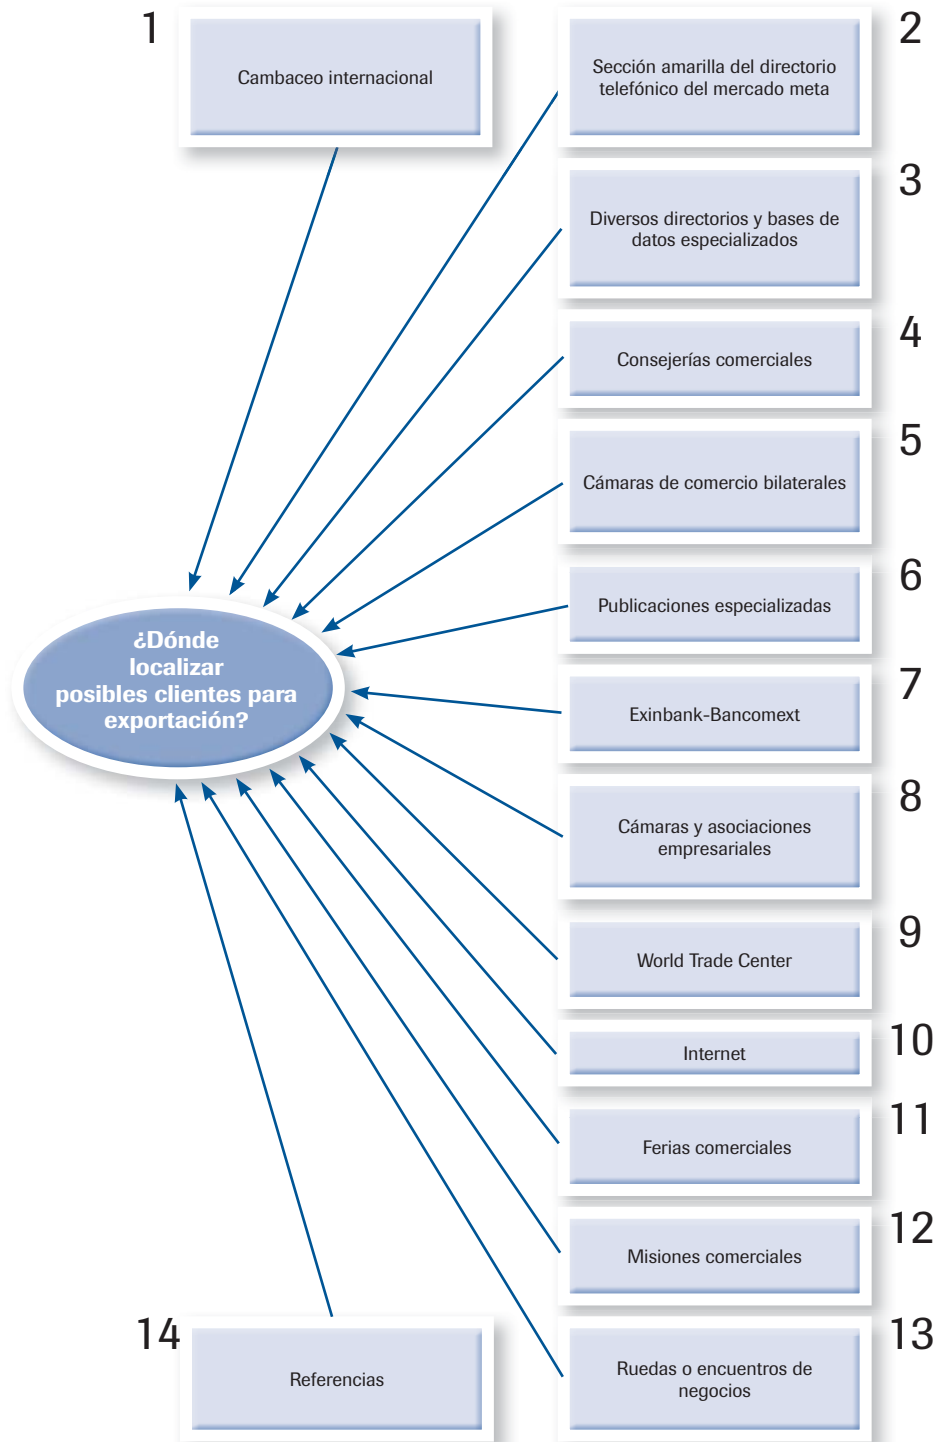 1
Cambaceo internacional
2
Sección amarilla del directorio
telefónico del mercado meta
3
Diversos directorios y bases de
datos especializados
4
Consejerías comerciales
5
Cámaras de comercio bilaterales
6
Publicaciones especializadas
¿Dónde
localizar
posibles clientes para
exportación?
7
Exinbank-Bancomext
8
Cámaras y asociaciones
empresariales
9
World Trade Center
10
Internet
11
Ferias comerciales
12
Misiones comerciales
13
Ruedas o encuentros de
negocios
14
Referencias